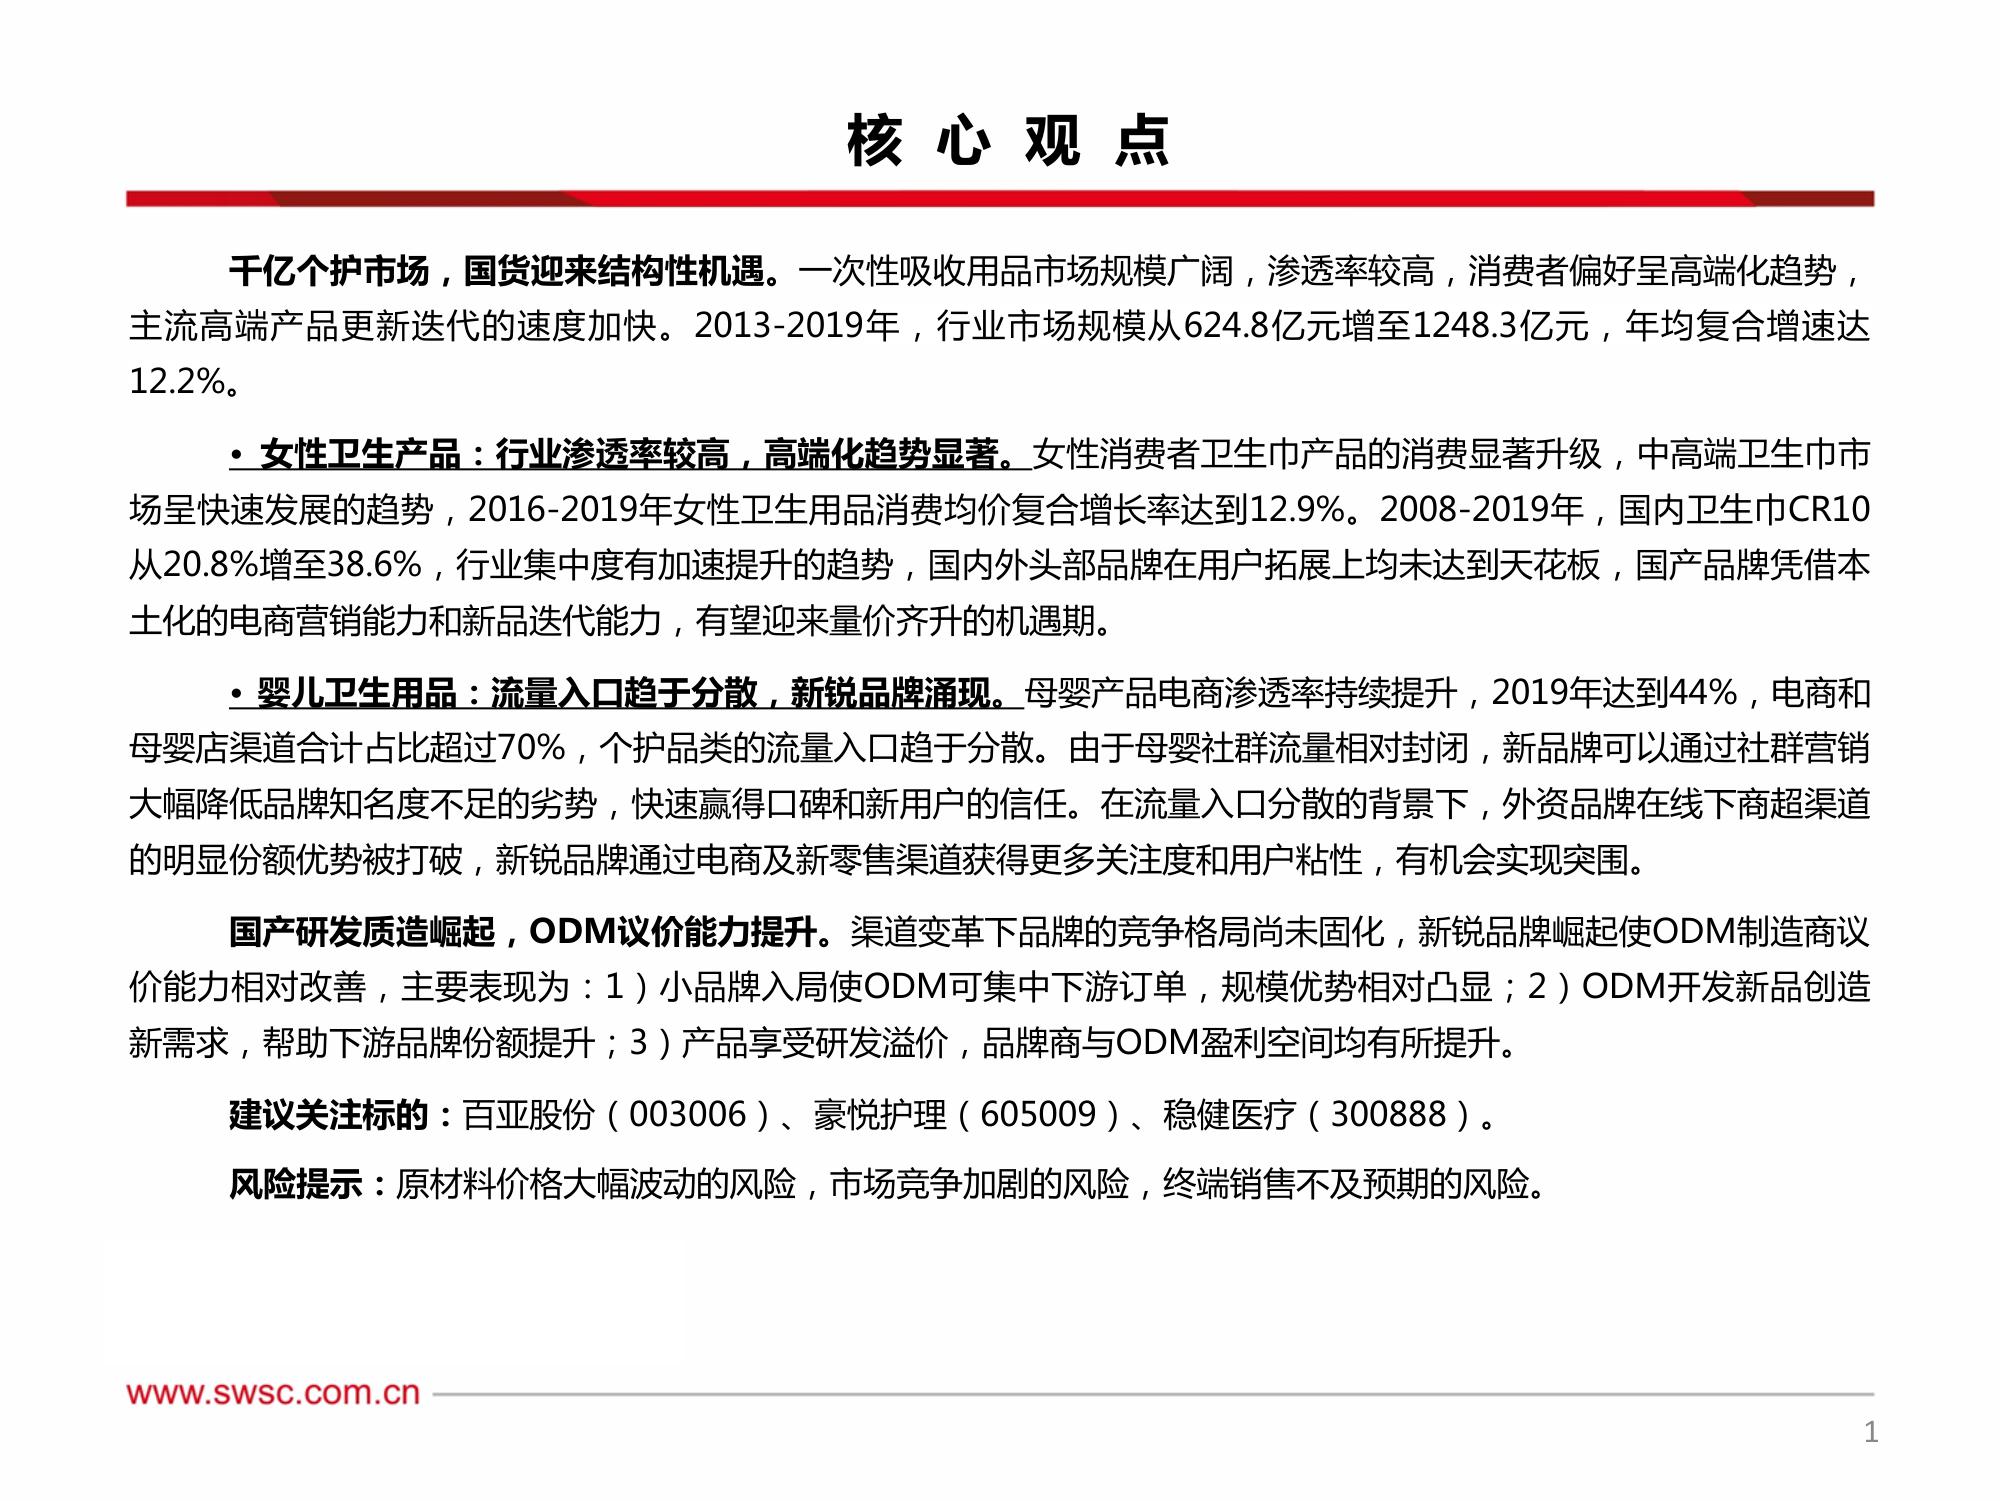 核心观点
千亿个护市场，国货迎来结构性机遇。一次性吸收用品市场规模广阔，渗透率较高，消费者偏好呈高端化趋势，
主流高端产品更新迭代的速度加快。2013-2019年，行业市场规模从624.8亿元增至1248.3亿元，年均复合增速达
12.2%。
• 女性卫生产品：行业渗透率较高，高端化趋势显著。女性消费者卫生巾产品的消费显著升级，中高端卫生巾市
场呈快速发展的趋势，2016-2019年女性卫生用品消费均价复合增长率达到12.9%。2008-2019年，国内卫生巾CR10
从20.8%增至38.6%，行业集中度有加速提升的趋势，国内外头部品牌在用户拓展上均未达到天花板，国产品牌凭借本
土化的电商营销能力和新品迭代能力，有望迎来量价齐升的机遇期。
• 婴儿卫生用品：流量入口趋于分散，新锐品牌涌现。母婴产品电商渗透率持续提升，2019年达到44%，电商和
母婴店渠道合计占比超过70%，个护品类的流量入口趋于分散。由于母婴社群流量相对封闭，新品牌可以通过社群营销
大幅降低品牌知名度不足的劣势，快速赢得口碑和新用户的信任。在流量入口分散的背景下，外资品牌在线下商超渠道
的明显份额优势被打破，新锐品牌通过电商及新零售渠道获得更多关注度和用户粘性，有机会实现突围。
国产研发质造崛起，ODM议价能力提升。渠道变革下品牌的竞争格局尚未固化，新锐品牌崛起使ODM制造商议
价能力相对改善，主要表现为：1）小品牌入局使ODM可集中下游订单，规模优势相对凸显；2）ODM开发新品创造
新需求，帮助下游品牌份额提升；3）产品享受研发溢价，品牌商与ODM盈利空间均有所提升。
建议关注标的：百亚股份（003006）、豪悦护理（605009）、稳健医疗（300888）。
风险提示：原材料价格大幅波动的风险，市场竞争加剧的风险，终端销售不及预期的风险。
www.swsc.com.cn
1